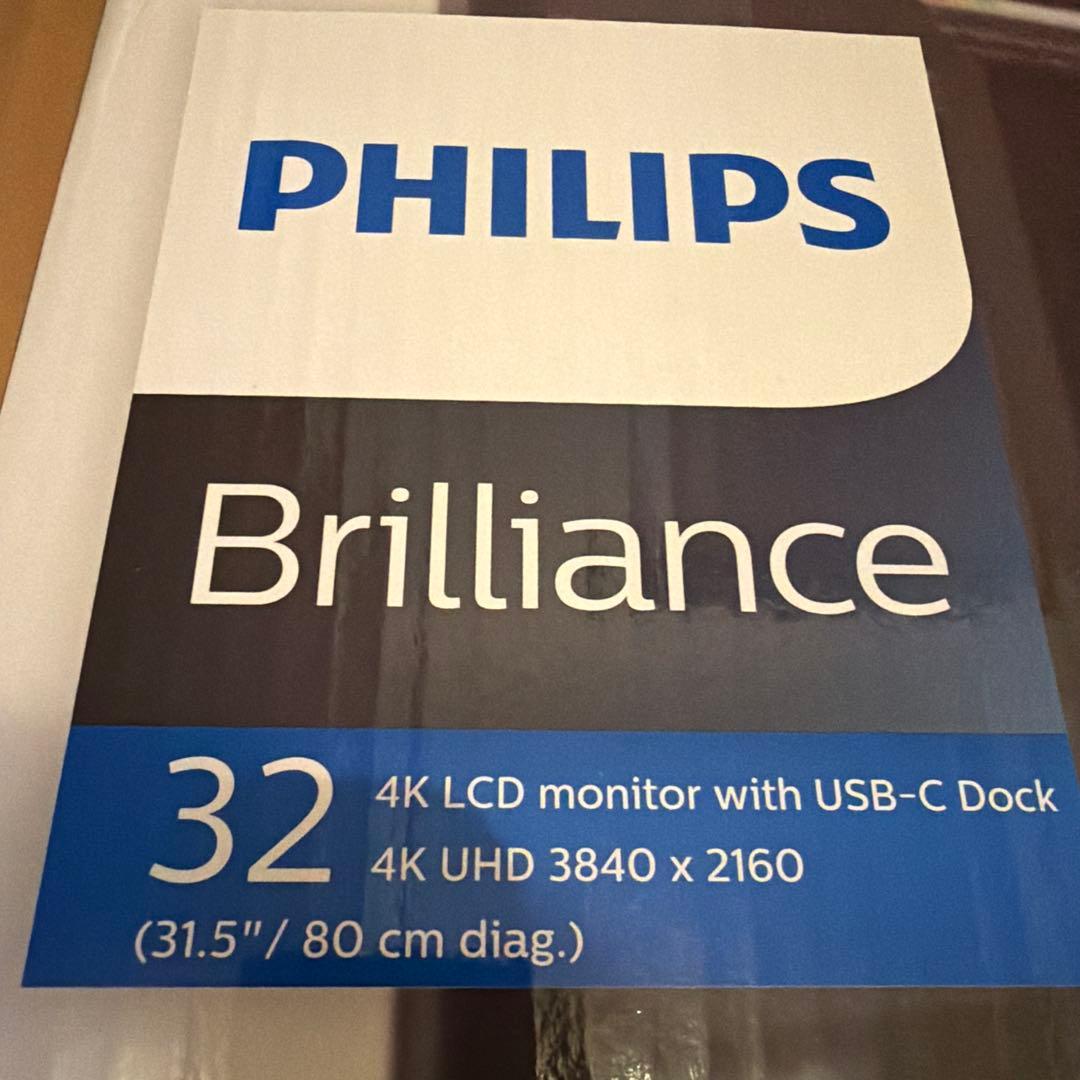 PHILIPS
Brilliance
32
4K LCD monitor with USB-C Dock
4K UHD 3840 x 2160
(31.5"/ 80 cm diag.)